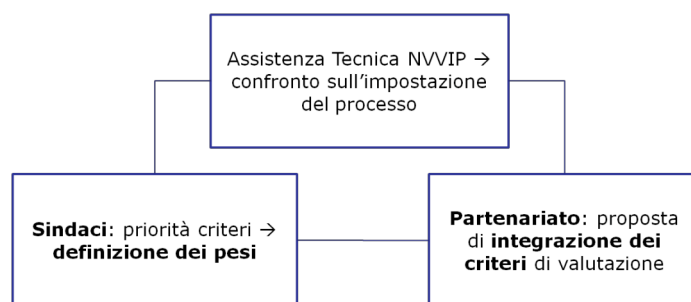 Assistenza Tecnica NVVIP →
confronto sull’impostazione
del processo
Sindaci: priorità criteri →
definizione dei pesi
Partenariato: proposta
di integrazione dei
criteri di valutazione